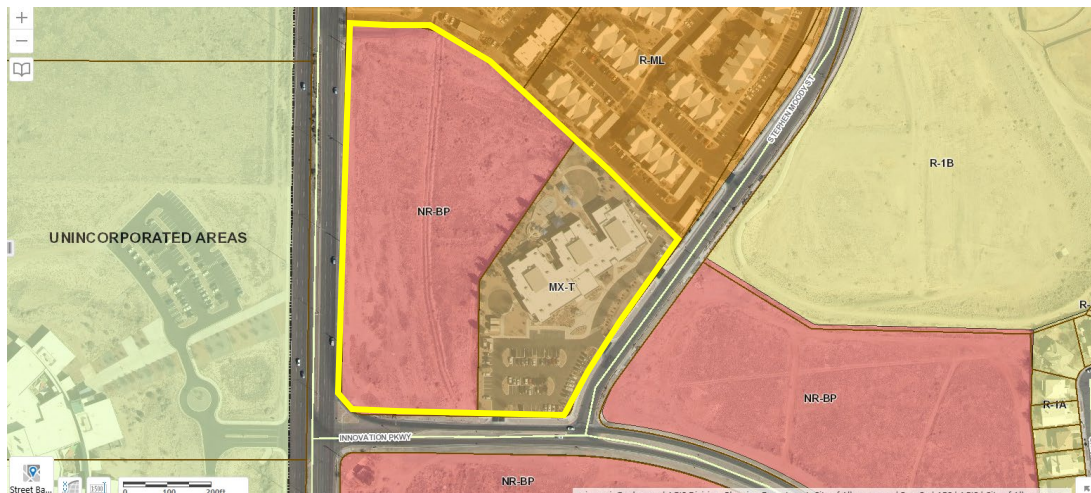 +
−
R-ML
STEPHEN MOODY ST
R-1B
NR-BP
UNINCORPORATED AREAS
MX-T
R-
NR-BP
R-1A
INNOVATION PKWY
NR-BP
Street Ba...
0 100 200ft